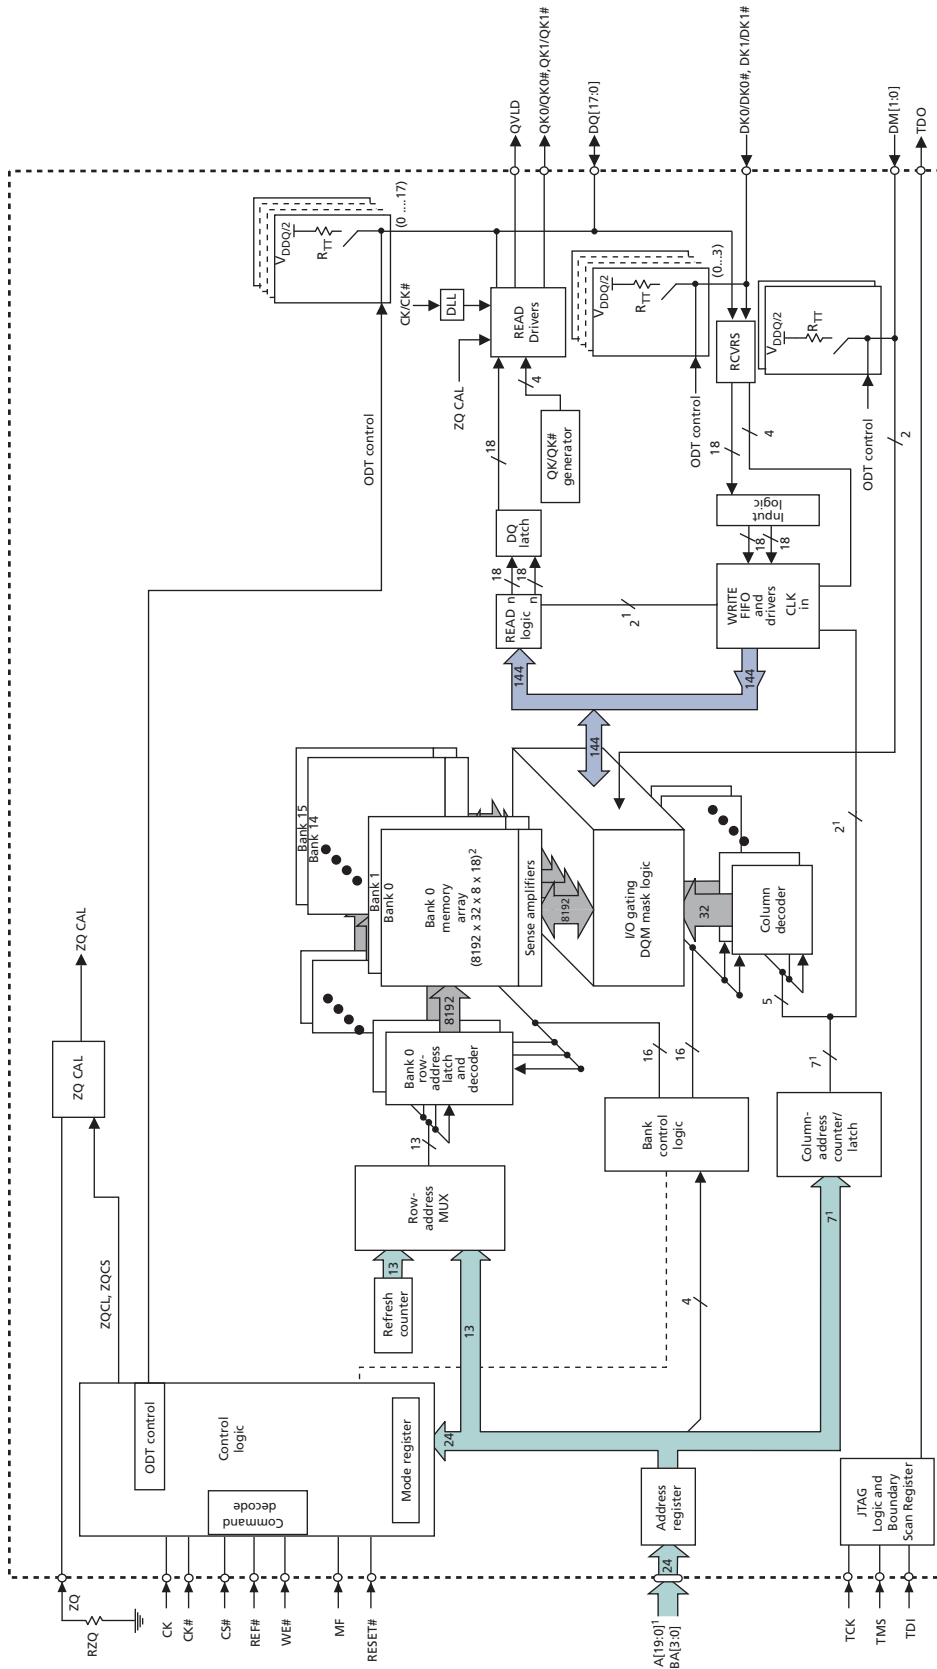 ZQ
RZQ
CK
CK#
CS#
REF#
WE#
MF
RESET#
A[19:0]¹
BA[3:0]
24
TCK
TMS
TDI
ODT control
Control
logic
Command
decode
Mode register
24
Address
register
JTAG
Logic and
Boundary
Scan Register
ZQCL, ZQCS
ZQ CAL
ZQ CAL
Refresh
counter
13
13
Row-
address
MUX
13
4
7¹
Bank
control
logic
16
16
Column-
address
counter/
latch
7¹
5
2¹
Bank 0
row-
address
latch
and
decoder
8192
Bank 15
Bank 14
Bank 1
Bank 0
Bank 0
memory
array
(8192 x 32 x 8 x 18)²
Sense amplifiers
8192
I/O gating
DQM mask logic
32
Column
decoder
144
144
144
READ
logic
n
n
18
18
DQ
latch
18
2¹
WRITE
FIFO
and
drivers
CLK
in
18
18
Input
logic
18
4
RCVRS
QK/QK#
generator
4
READ
Drivers
ZQ CAL
DLL
CK/CK#
ODT control
VDDQ/2
RTT
(0 ....17)
ODT control
VDDQ/2
RTT
(0...3)
ODT control
VDDQ/2
RTT
2
QVLD
QK0/QK0#, QK1/QK1#
DQ[17:0]
DK0/DK0#, DK1/DK1#
DM[1:0]
TDO